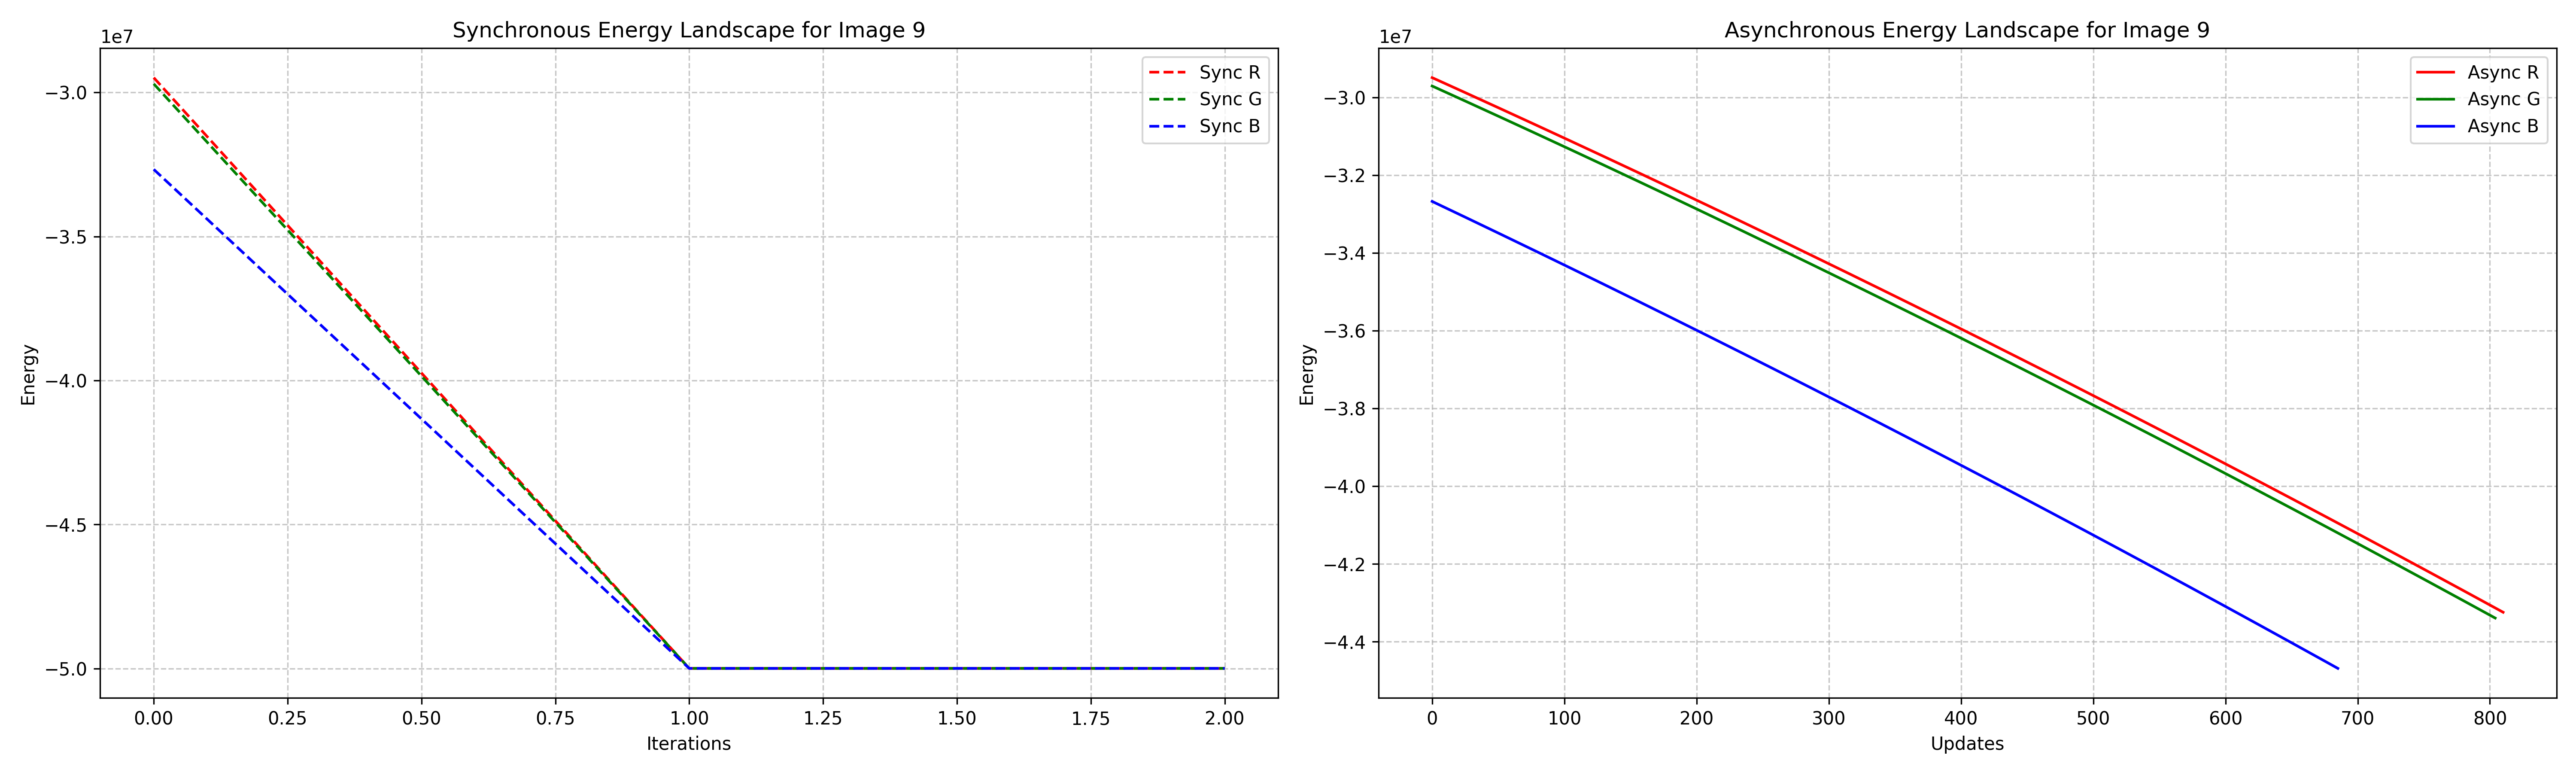 Synchronous Energy Landscape for Image 9
1e7
Energy
−3.0
−3.5
−4.0
−4.5
−5.0
0.00 0.25 0.50 0.75 1.00 1.25 1.50 1.75 2.00
Iterations
Sync R
Sync G
Sync B
Asynchronous Energy Landscape for Image 9
1e7
Energy
−3.0
−3.2
−3.4
−3.6
−3.8
−4.0
−4.2
−4.4
0 100 200 300 400 500 600 700 800
Updates
Async R
Async G
Async B